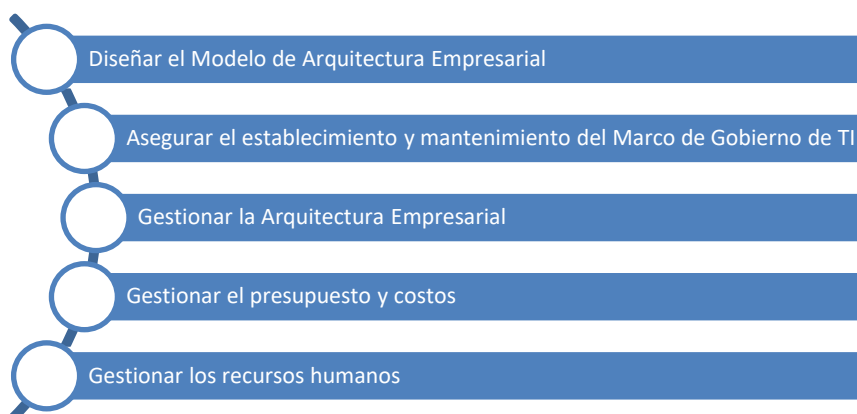 Diseñar el Modelo de Arquitectura Empresarial
Asegurar el establecimiento y mantenimiento del Marco de Gobierno de TI
Gestionar la Arquitectura Empresarial
Gestionar el presupuesto y costos
Gestionar los recursos humanos